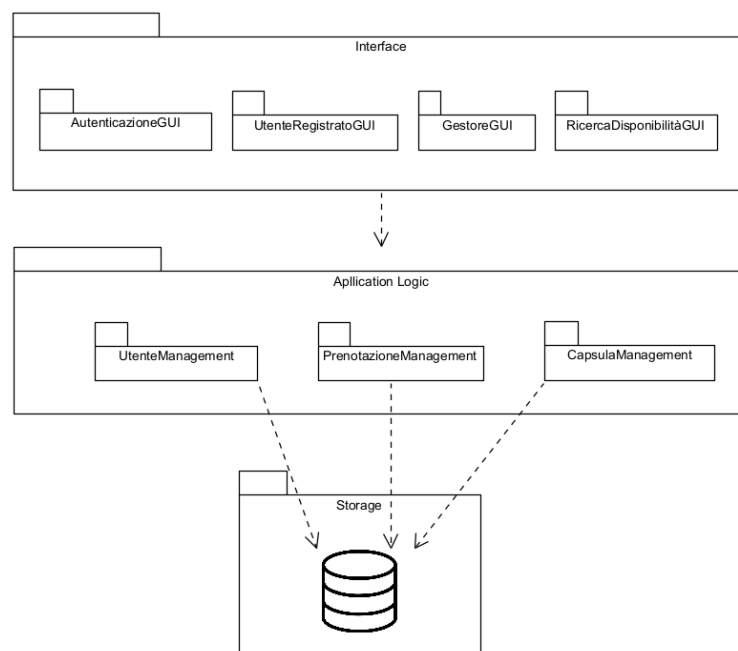 Interface
AutenticazioneGUI
UtenteRegistratoGUI
GestoreGUI
RicercaDisponibilitàGUI
Apllication Logic
UtenteManagement
PrenotazioneManagement
CapsulaManagement
Storage